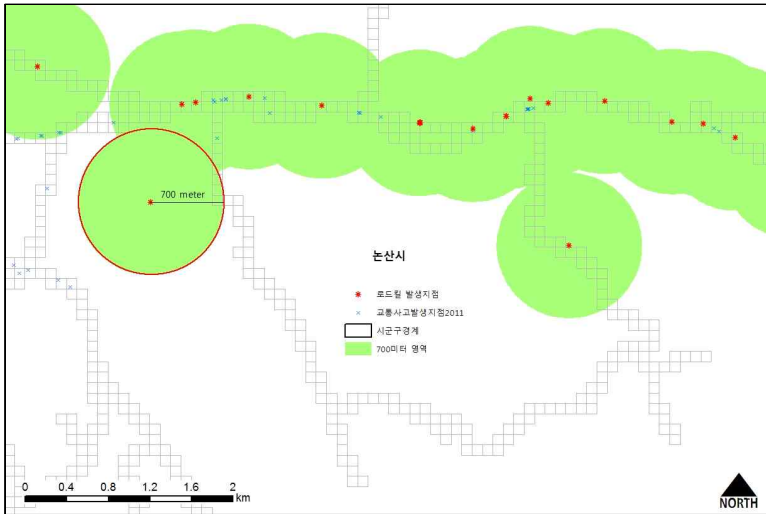 700 meter
논산시
로드킬 발생지점
교통사고발생지점2011
시군구경계
700미터 영역
0 0.4 0.8 1.2 1.6 2
km
NORTH